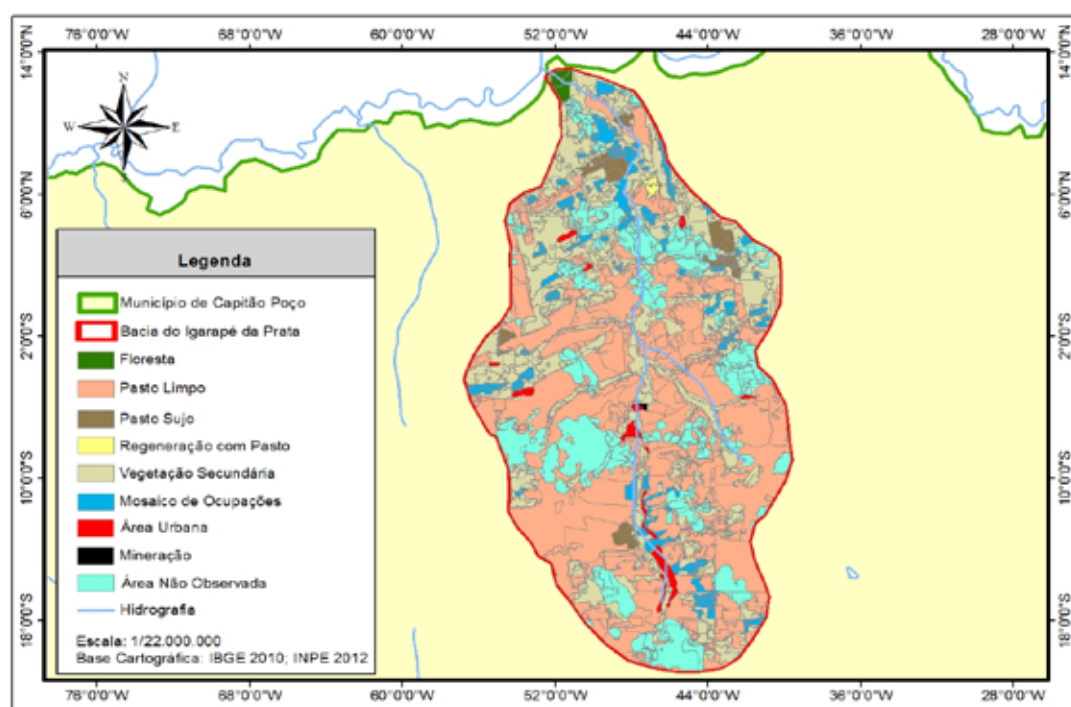 78°0'0"W 68°0'0"W 60°0'0"W 52°0'0"W 44°0'0"W 36°0'0"W 28°0'0"W
14°0'0"N 14°0'0"N
N
W E
S
6°0'0"N 6°0'0"N
2°0'0"S 2°0'0"S
10°0'0"S 10°0'0"S
18°0'0"S 18°0'0"S
Legenda
Município de Capitão Poço
Bacia do Igarapé da Prata
Floresta
Pasto Limpo
Pasto Sujo
Regeneração com Pasto
Vegetação Secundária
Mosaico de Ocupações
Área Urbana
Mineração
Área Não Observada
Hidrografia
Escala: 1/22.000.000
Base Cartográfica: IBGE 2010; INPE 2012
78°0'0"W 68°0'0"W 60°0'0"W 52°0'0"W 44°0'0"W 36°0'0"W 28°0'0"W